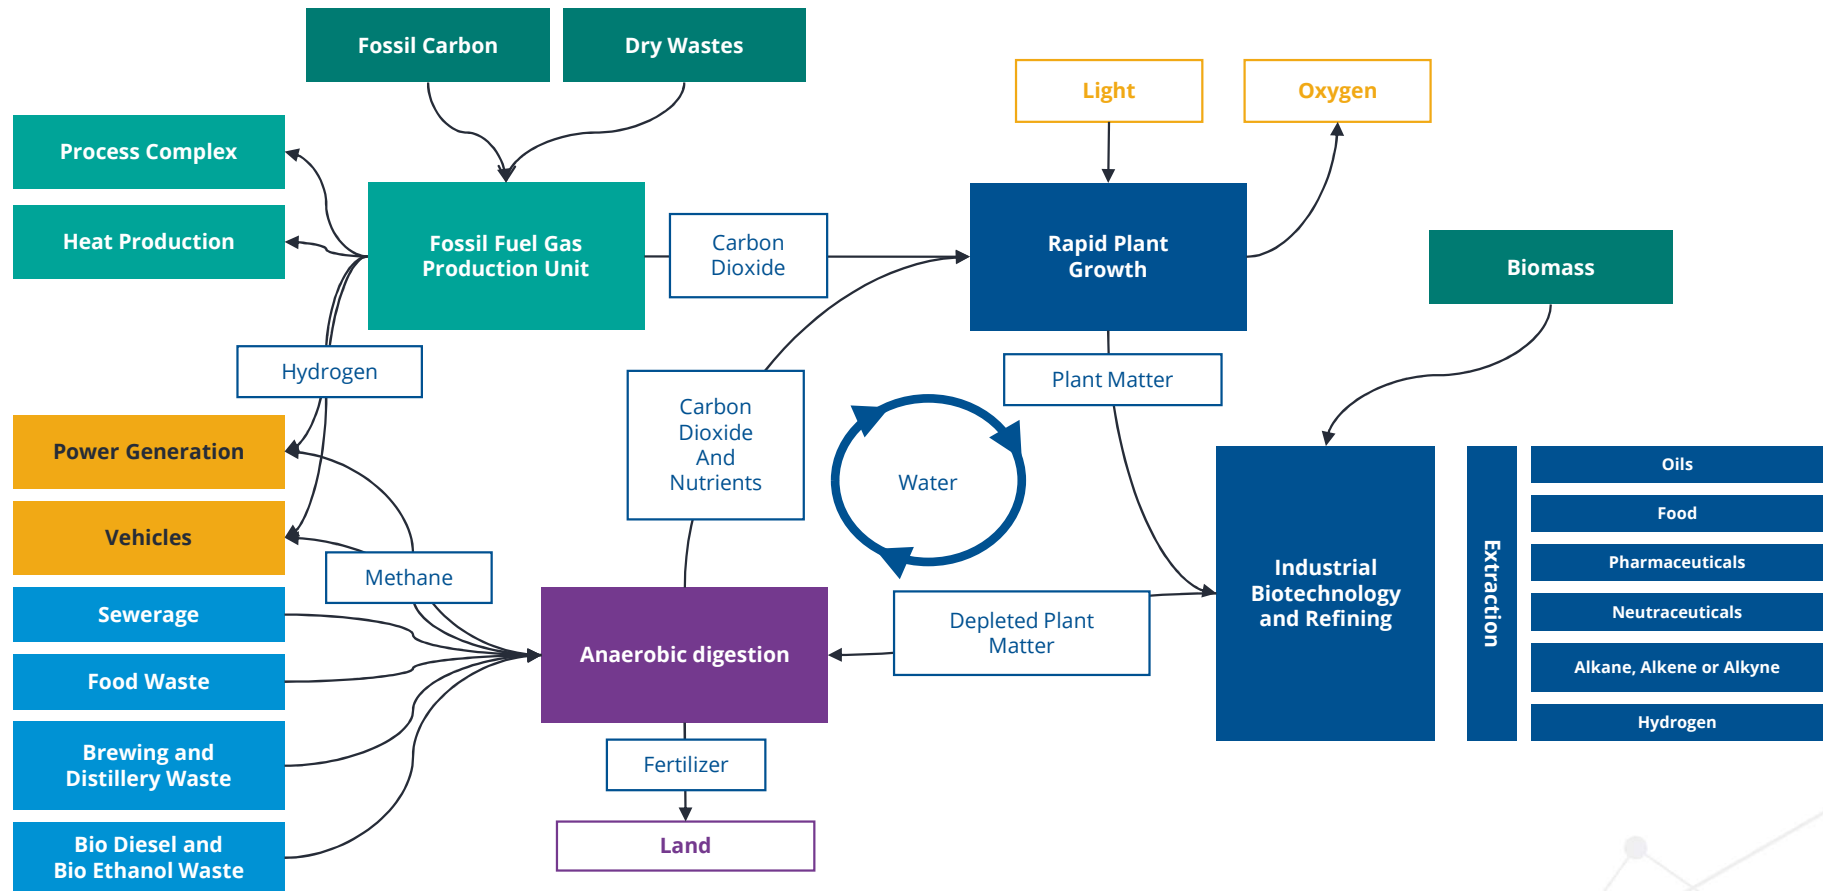 Fossil Carbon
Dry Wastes
Light
Oxygen
Process Complex
Heat Production
Fossil Fuel Gas
Production Unit
Carbon
Dioxide
Rapid Plant
Growth
Biomass
Hydrogen
Plant Matter
Carbon
Dioxide
And
Nutrients
Water
Power Generation
Vehicles
Methane
Sewerage
Food Waste
Brewing and
Distillery Waste
Bio Diesel and
Bio Ethanol Waste
Anaerobic digestion
Depleted Plant
Matter
Fertilizer
Land
Industrial
Biotechnology
and Refining
Extraction
Oils
Food
Pharmaceuticals
Neutraceuticals
Alkane, Alkene or Alkyne
Hydrogen